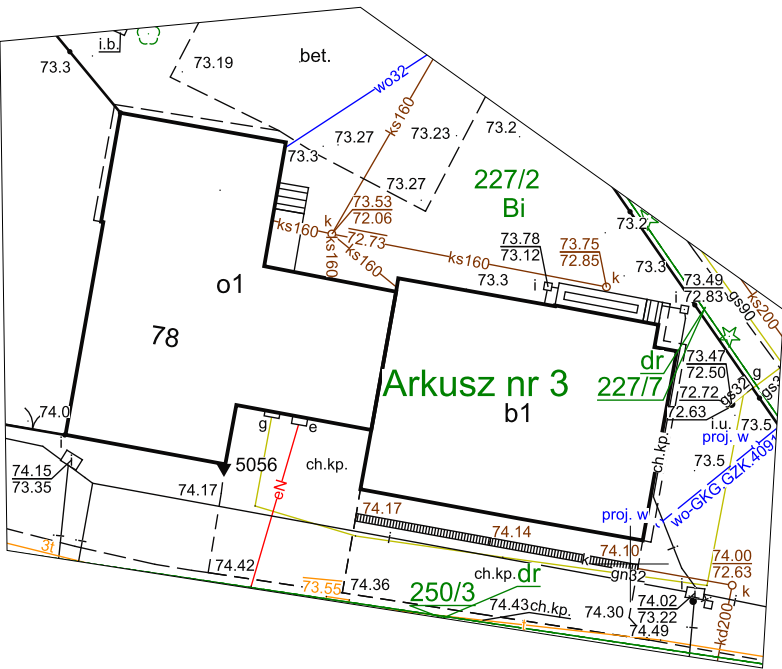 i.b.
73.3
73.19
bet.
wo32
ks160
73.27
73.23
73.2
73.3
73.27
227/2
Bi
73.53
72.06
k
ks160
72.73
ks160
ks160
ks160
73.78
73.12
73.75
72.85
k
73.3
i
73.2
73.3
73.49
72.83
i
gs90
ks200
o1
78
Arkusz nr 3
b1
dr
227/7
73.47
72.50
72.72
72.63
gs32
g
i.u.
73.5
73.5
proj. w
wo-GKG.GZK.4091
74.0
74.15
73.35
g
e
5056
ch.kp.
ch.kp.
eN
74.17
74.17
74.14
74.10
proj. w
i
k
gn32
74.00
72.63
k
3t
74.42
73.55
74.36
ch.kp.
dr
250/3
74.43
ch.kp.
74.30
74.02
73.22
74.49
i
kd200
t